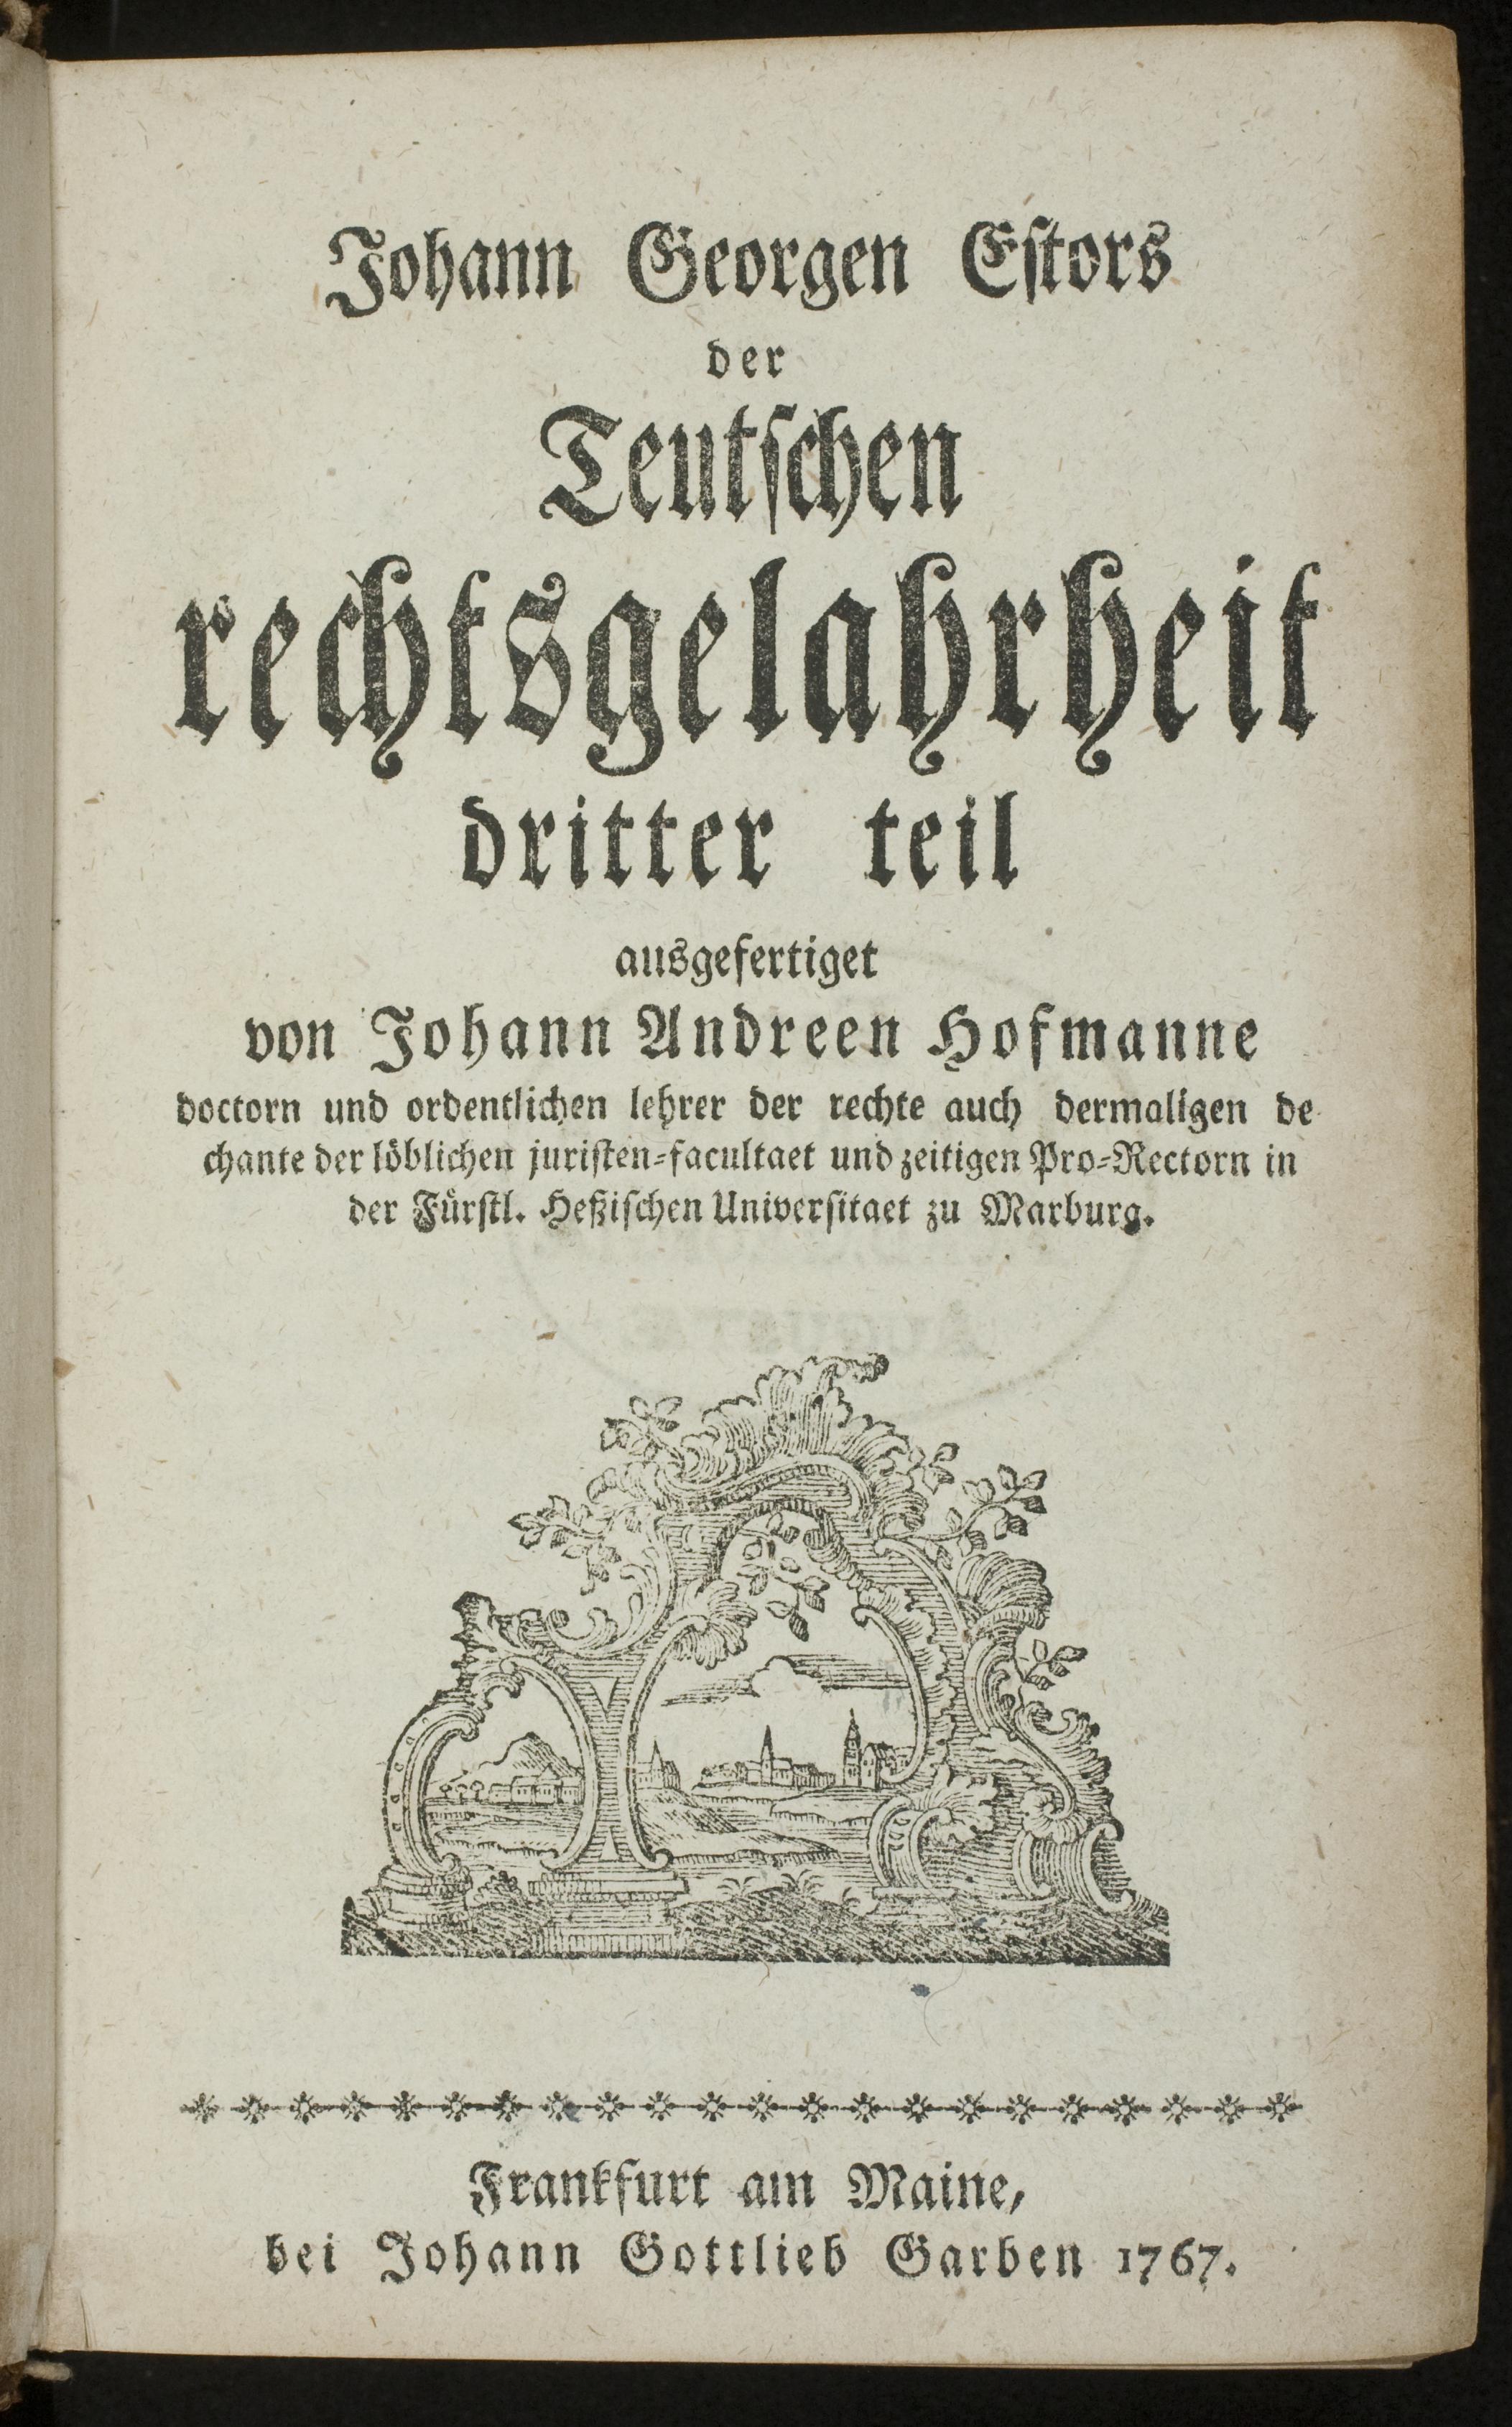 Johann Georgen Estors
der
Teutschen
rechtsgelahrheit
dritter teil
ausgefertiget
von Johann Andreen Hofmanne
doctorn und ordentlichen lehrer der rechte auch dermaligen de
chante der löblichen juristen-facultaet und zeitigen Pro-Rectorn in
der Fürstl. Heßischen Universitaet zu Marburg.
Frankfurt am Maine,
bei Johann Gottlieb Garben 1767.